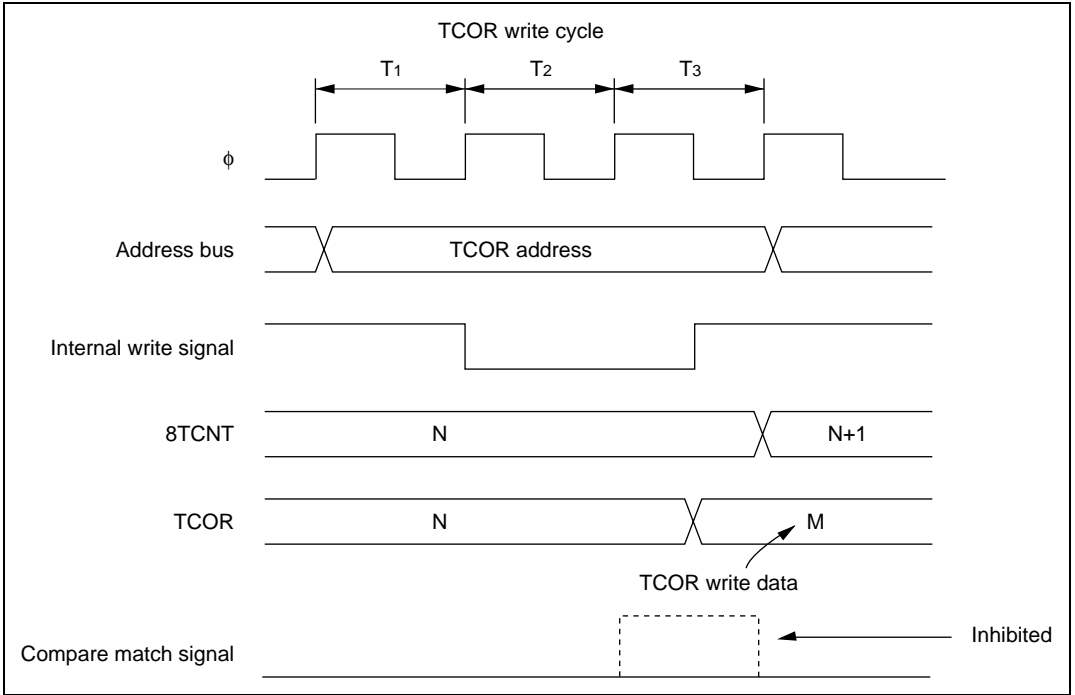 TCOR write cycle
T1 T2 T3
φ
Address bus TCOR address
Internal write signal
8TCNT N N+1
TCOR N M
TCOR write data
Inhibited
Compare match signal